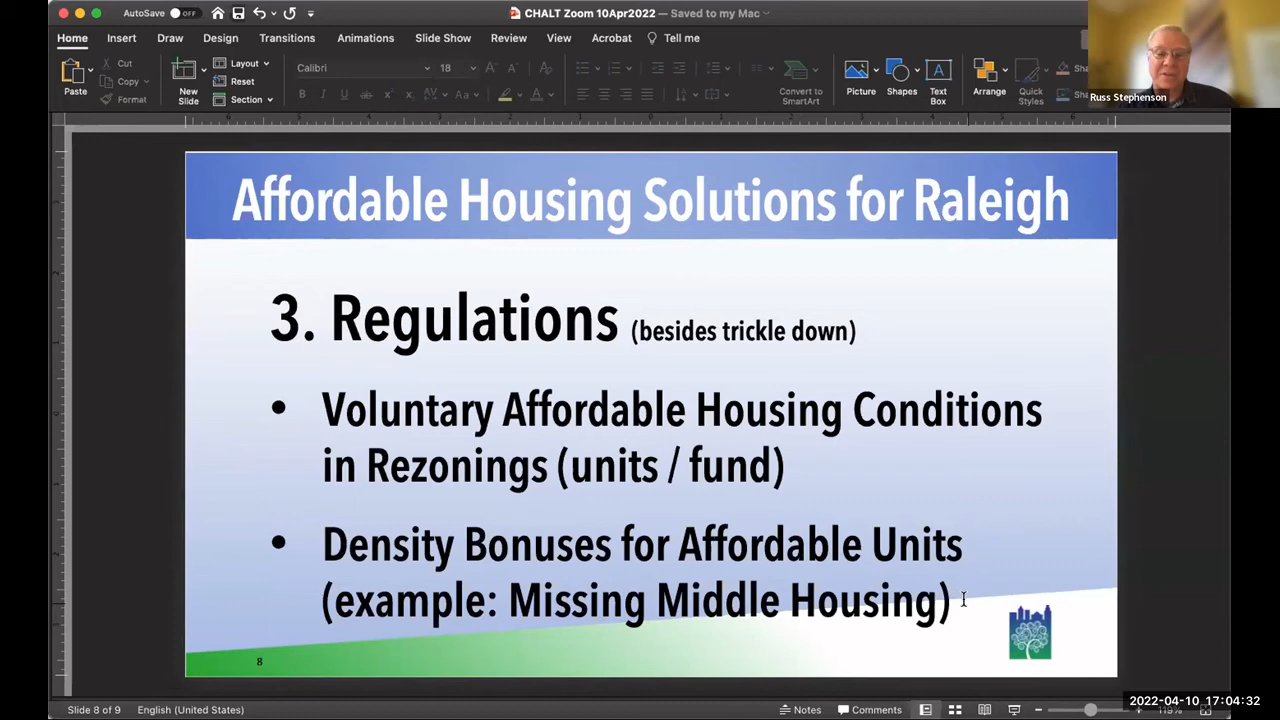 AutoSave OFF
CHALT Zoom 10Apr2022 — Saved to my Mac
Home Insert Draw Design Transitions Animations Slide Show Review View Acrobat Tell me
Paste
Cut
Copy
Format
New Slide
Layout
Reset
Section
Calibri 18
Convert to SmartArt
Picture
Shapes
Text Box
Arrange
Quick Styles
Russ Stephenson
Affordable Housing Solutions for Raleigh
3. Regulations (besides trickle down)
• Voluntary Affordable Housing Conditions
in Rezonings (units / fund)
• Density Bonuses for Affordable Units
(example: Missing Middle Housing)
8
Slide 8 of 9 English (United States) Notes Comments
2022-04-10 17:04:32